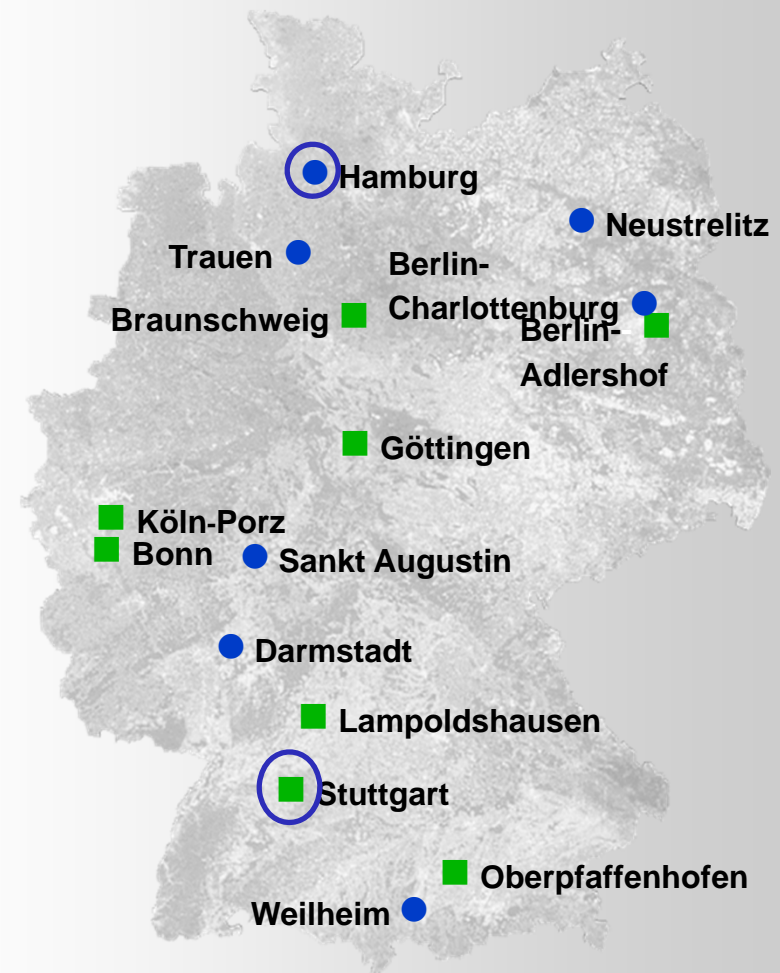 Hamburg
Neustrelitz
Trauen
Berlin-
Charlottenburg
Braunschweig
Berlin-
Adlershof
Göttingen
Köln-Porz
Bonn
Sankt Augustin
Darmstadt
Lampoldshausen
Stuttgart
Oberpfaffenhofen
Weilheim